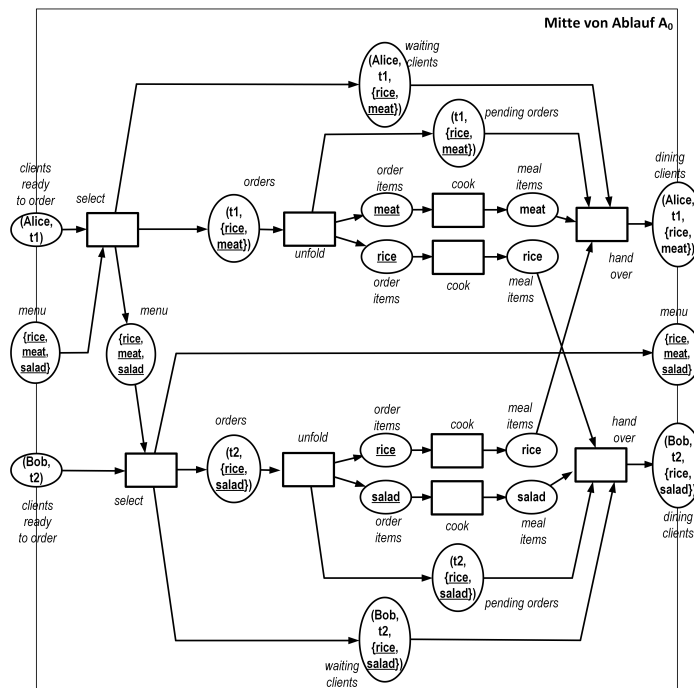 Mitte von Ablauf A₀
waiting
clients
(Alice,
t1,
{rice,
meat})
pending orders
(t1,
{rice,
meat})
clients
ready
to order
(Alice,
t1)
select
orders
(t1,
{rice,
meat})
unfold
order
items
meat
cook
meal
items
meat
rice
order
items
cook
rice
meal
items
hand
over
dining
clients
(Alice,
t1,
{rice,
meat})
menu
{rice,
meat,
salad}
menu
{rice,
meat,
salad
menu
{rice,
meat,
salad}
(Bob,
t2)
clients
ready
to order
select
orders
(t2,
{rice,
salad})
unfold
order
items
rice
cook
meal
items
rice
salad
order
items
cook
salad
meal
items
hand
over
(Bob,
t2,
{rice,
salad})
dining
clients
(t2,
{rice,
salad})
pending orders
(Bob,
t2,
{rice,
salad})
waiting
clients